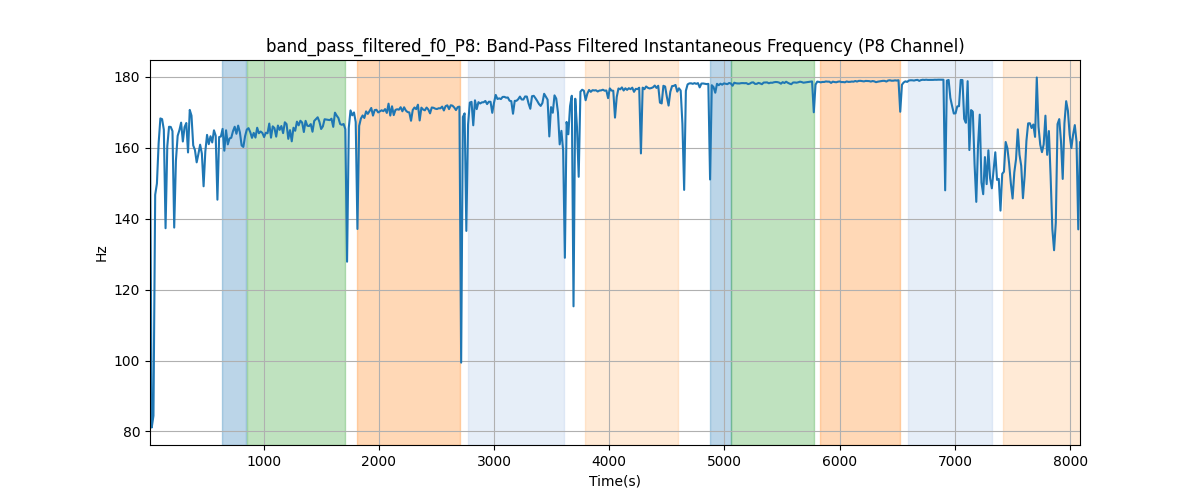 band_pass_filtered_f0_P8: Band-Pass Filtered Instantaneous Frequency (P8 Channel)
180
160
140
120
100
80
Hz
1000 2000 3000 4000 5000 6000 7000 8000
Time(s)